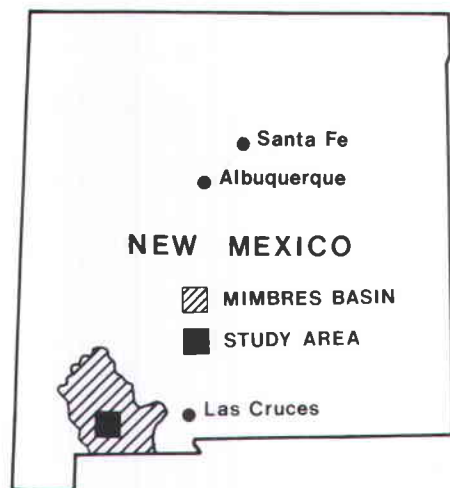 Santa Fe
Albuquerque
NEW MEXICO
MIMBRES BASIN
STUDY AREA
Las Cruces